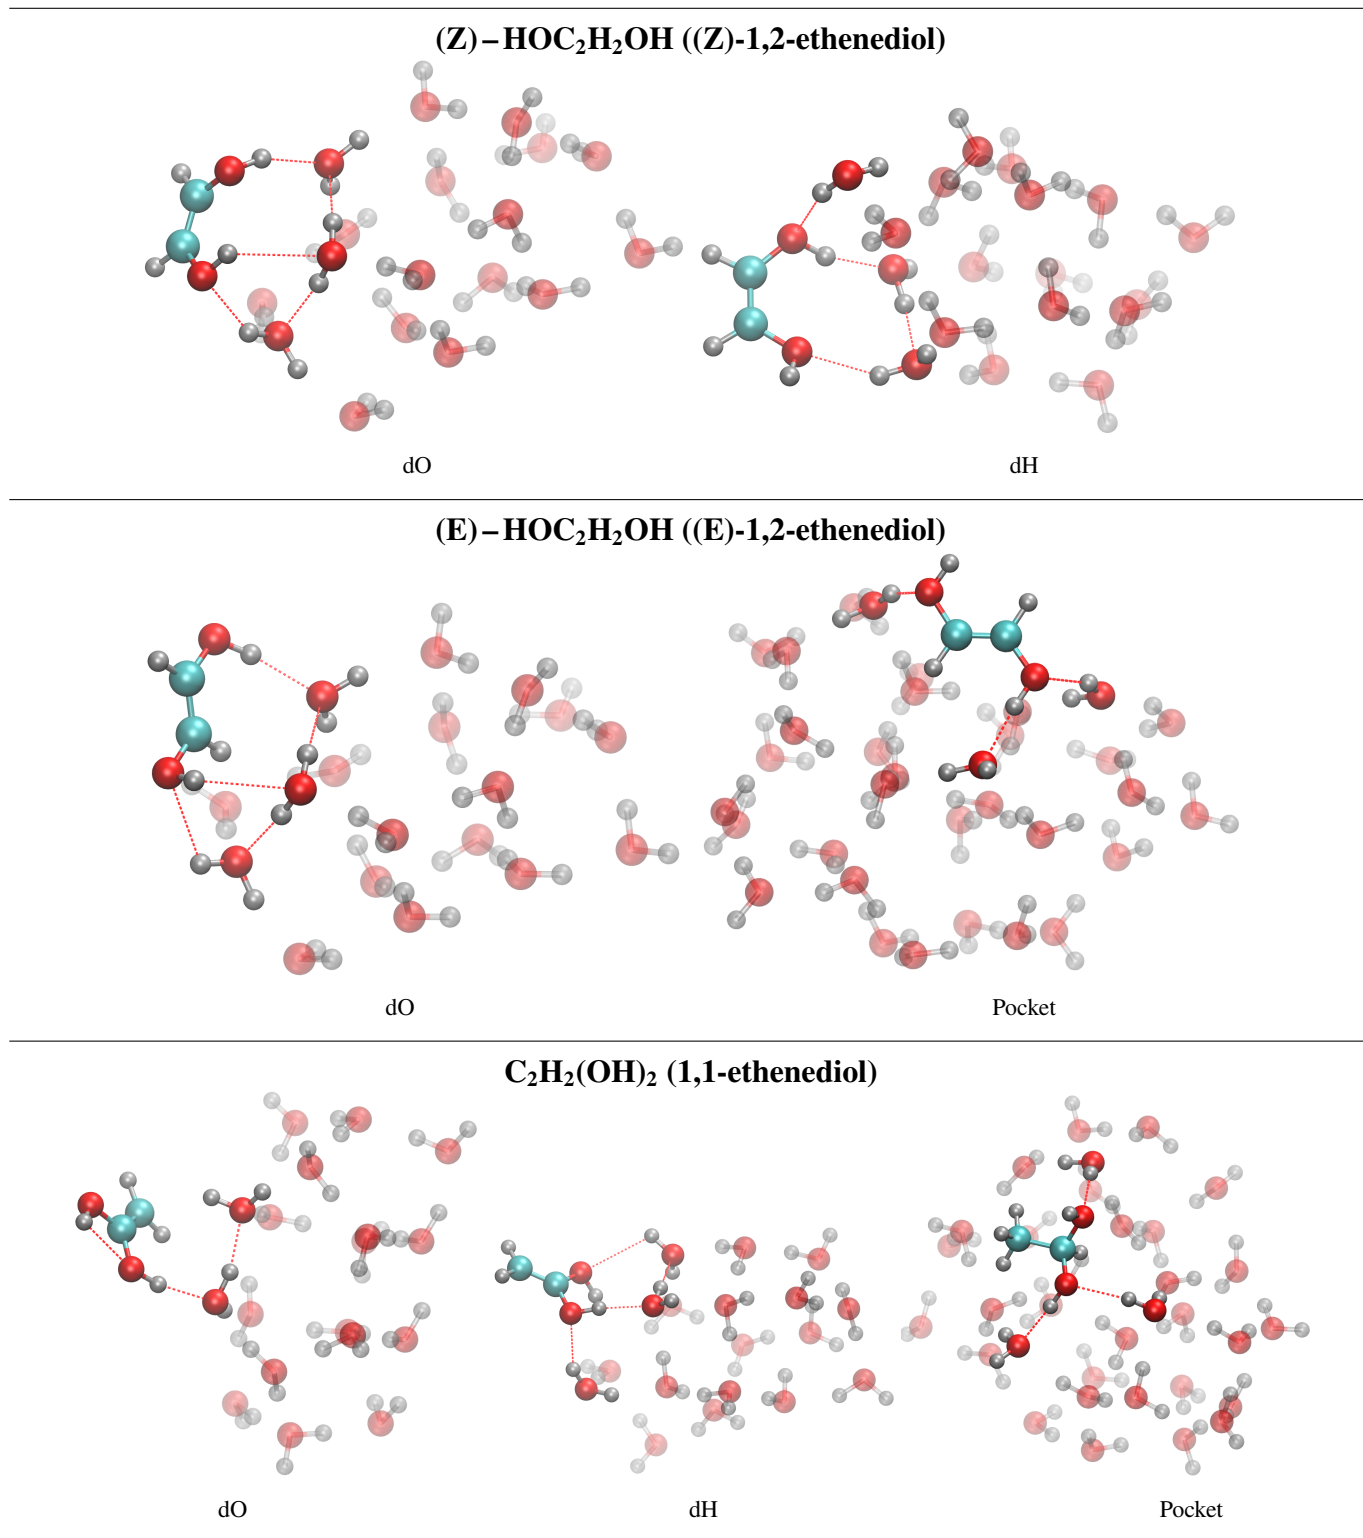 (Z)–HOC₂H₂OH ((Z)-1,2-ethenediol)
dO dH
(E)–HOC₂H₂OH ((E)-1,2-ethenediol)
dO Pocket
C₂H₂(OH)₂ (1,1-ethenediol)
dO dH Pocket